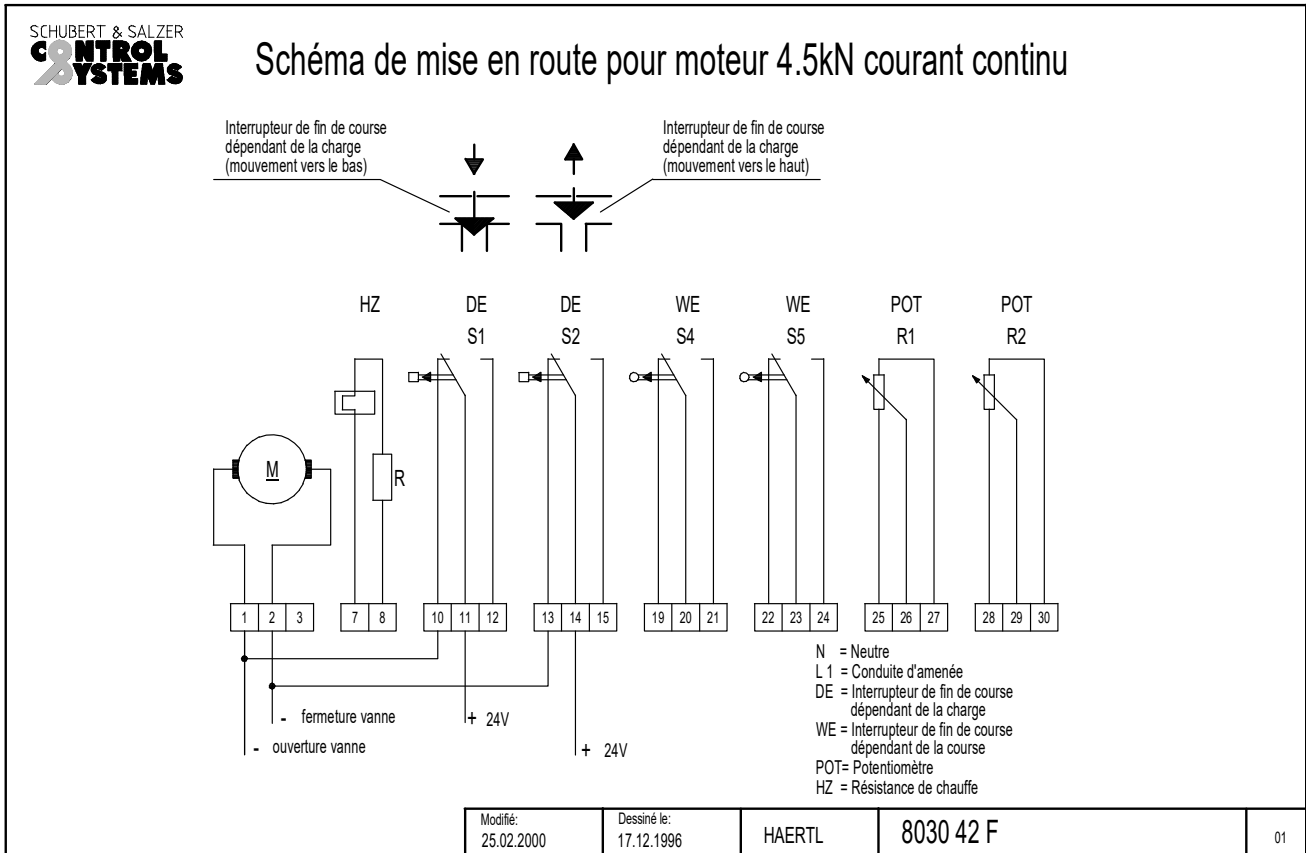 SCHUBERT & SALZER
CONTROL
SYSTEMS
Schéma de mise en route pour moteur 4.5kN courant continu
Interrupteur de fin de course
dépendant de la charge
(mouvement vers le bas)
Interrupteur de fin de course
dépendant de la charge
(mouvement vers le haut)
HZ DE DE WE WE POT POT
S1 S2 S4 S5 R1 R2
M
R
1 2 3 7 8 10 11 12 13 14 15 19 20 21 22 23 24 25 26 27 28 29 30
- fermeture vanne
+ 24V
- ouverture vanne
+ 24V
N = Neutre
L 1 = Conduite d'amenée
DE = Interrupteur de fin de course
dépendant de la charge
WE = Interrupteur de fin de course
dépendant de la course
POT= Potentiomètre
HZ = Résistance de chauffe
Modifié:
25.02.2000
Dessiné le:
17.12.1996
HAERTL
8030 42 F
01